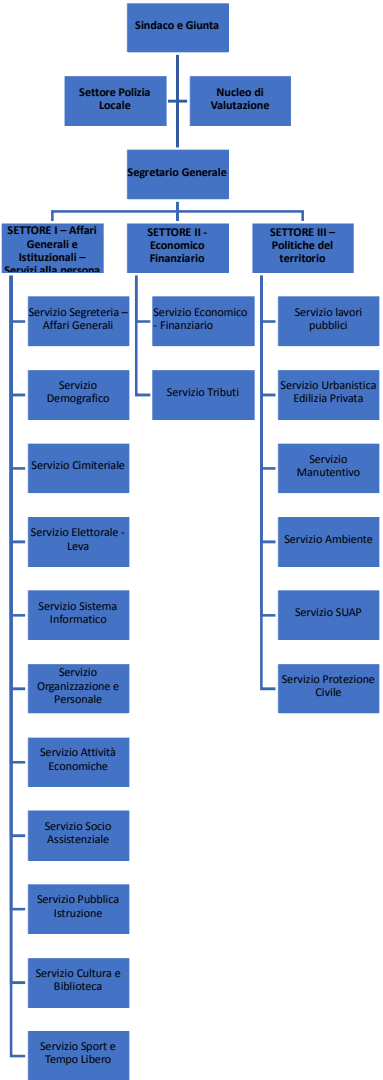 Sindaco e Giunta
Settore Polizia
Locale
Nucleo di
Valutazione
Segretario Generale
SETTORE I – Affari
Generali e
Istituzionali –
Servizi alla persona
SETTORE II -
Economico
Finanziario
SETTORE III –
Politiche del
territorio
Servizio Segreteria –
Affari Generali
Servizio
Demografico
Servizio Cimiteriale
Servizio Elettorale -
Leva
Servizio Sistema
Informatico
Servizio
Organizzazione e
Personale
Servizio Attività
Economiche
Servizio Socio
Assistenziale
Servizio Pubblica
Istruzione
Servizio Cultura e
Biblioteca
Servizio Sport e
Tempo Libero
Servizio Economico
- Finanziario
Servizio Tributi
Servizio lavori
pubblici
Servizio Urbanistica
Edilizia Privata
Servizio
Manutentivo
Servizio Ambiente
Servizio SUAP
Servizio Protezione
Civile